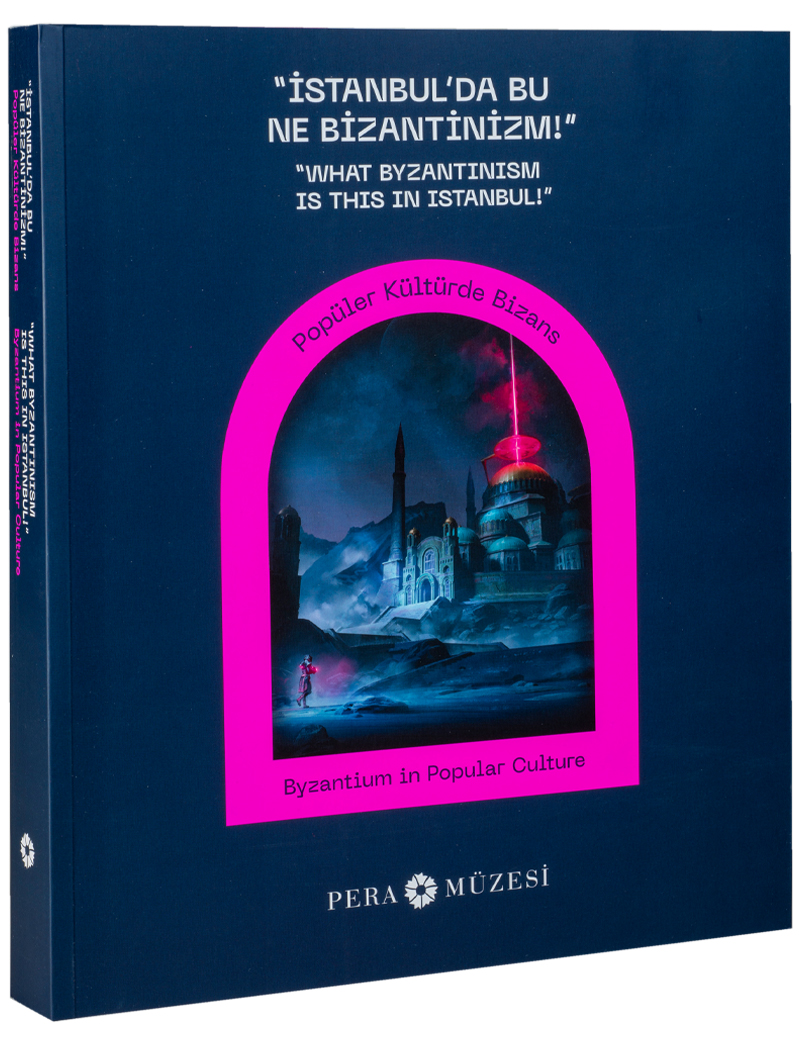 “İSTANBUL’DA BU
NE BİZANTİNİZM!”
“WHAT BYZANTINISM
IS THIS IN ISTANBUL!”
Popüler Kültürde Bizans
Byzantium in Popular Culture
PERA MÜZESİ
“İSTANBUL’DA BU
NE BİZANTİNİZM!”
Popüler Kültürde Bizans
“WHAT BYZANTINISM
IS THIS IN ISTANBUL!”
Byzantium in Popular Culture